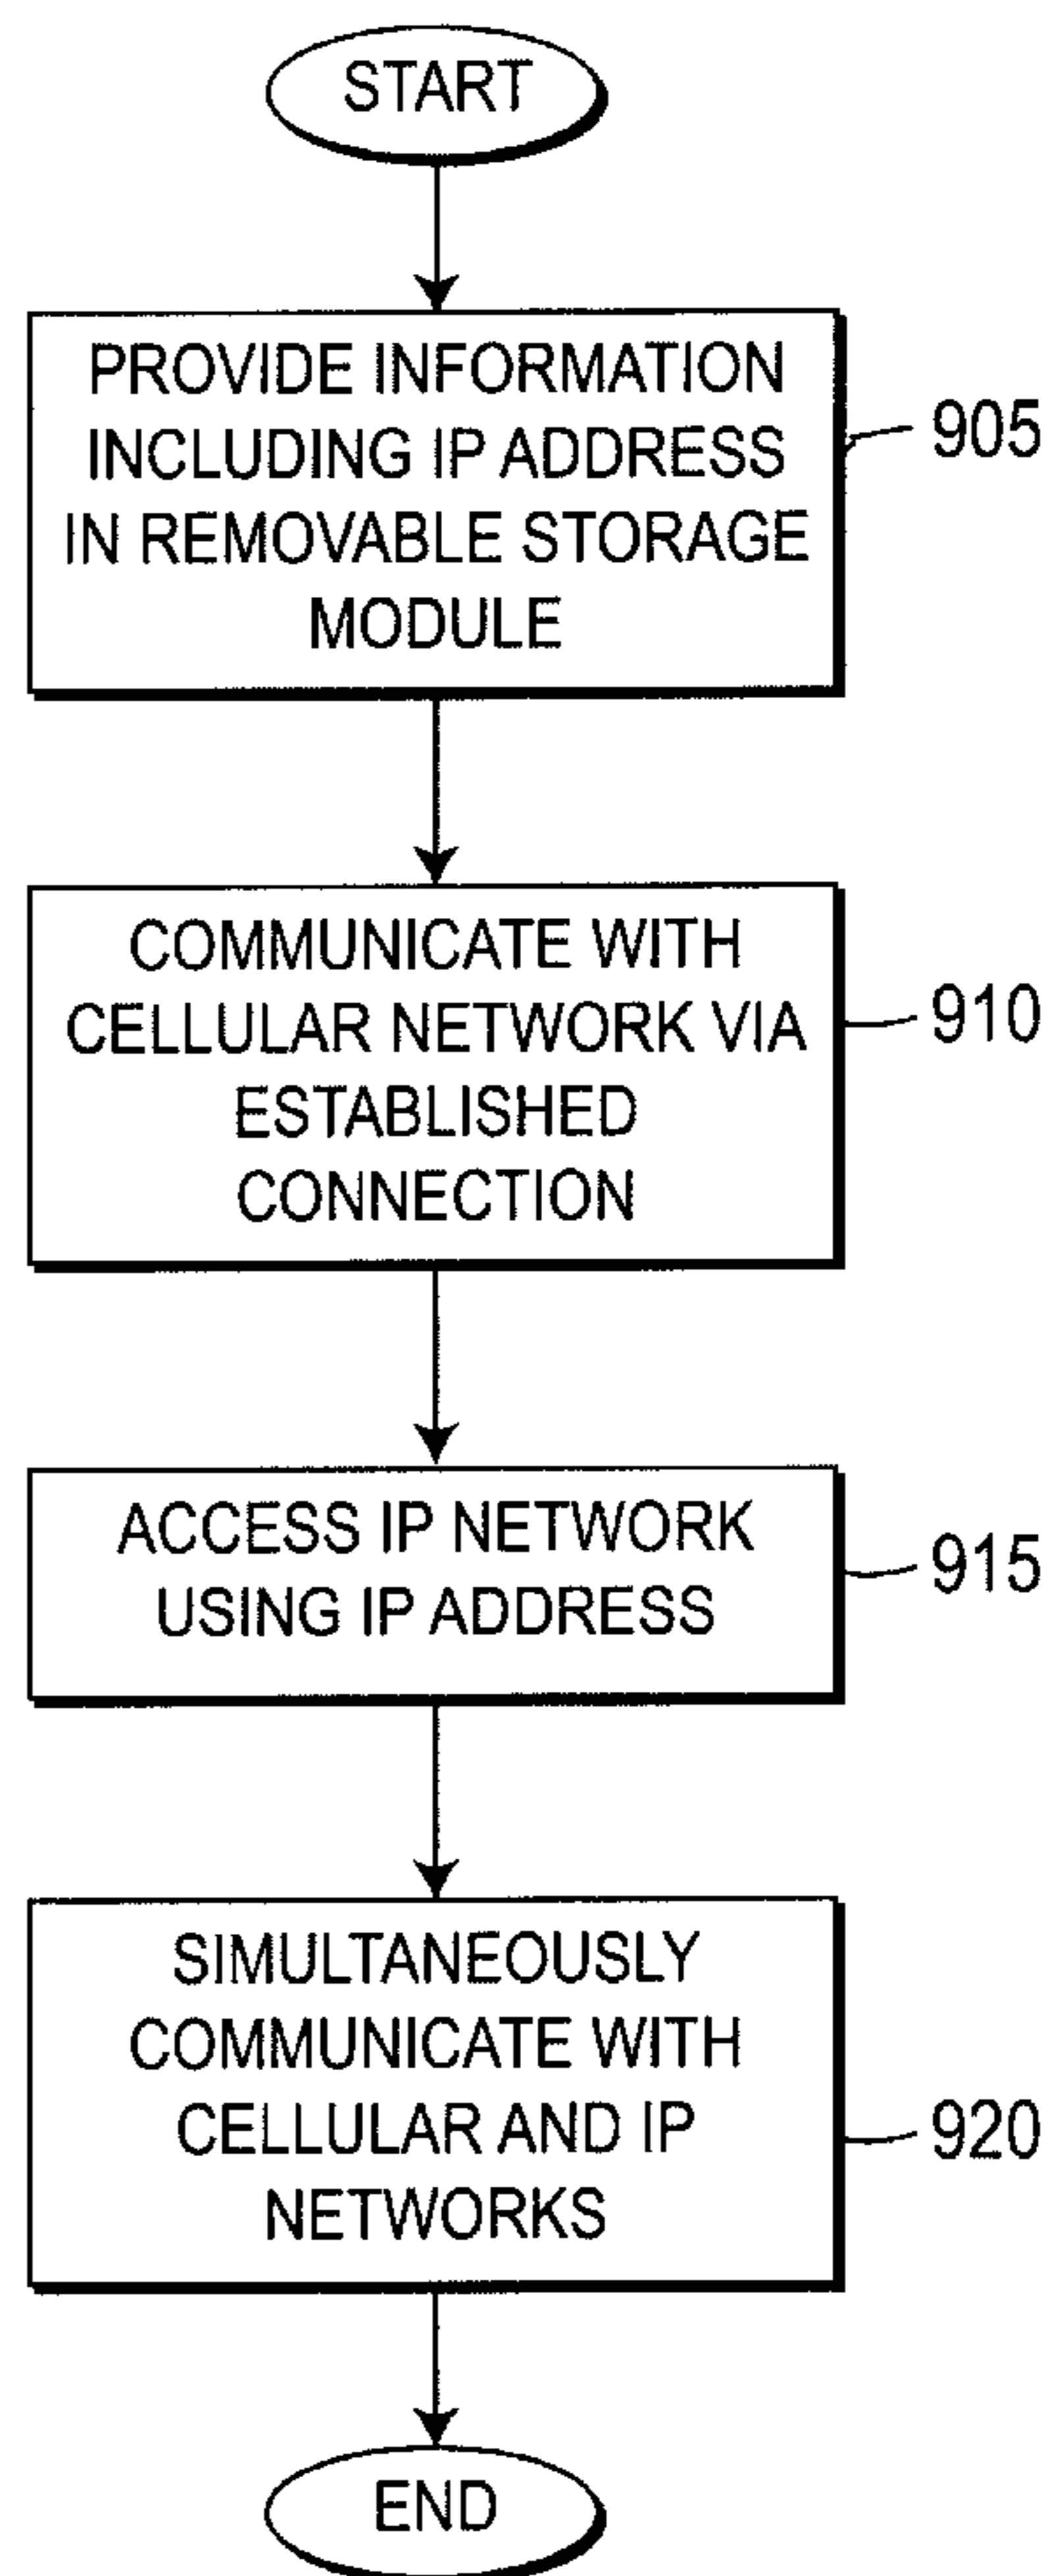 START
PROVIDE INFORMATION
INCLUDING IP ADDRESS
IN REMOVABLE STORAGE
MODULE
905
COMMUNICATE WITH
CELLULAR NETWORK VIA
ESTABLISHED
CONNECTION
910
ACCESS IP NETWORK
USING IP ADDRESS
915
SIMULTANEOUSLY
COMMUNICATE WITH
CELLULAR AND IP
NETWORKS
920
END